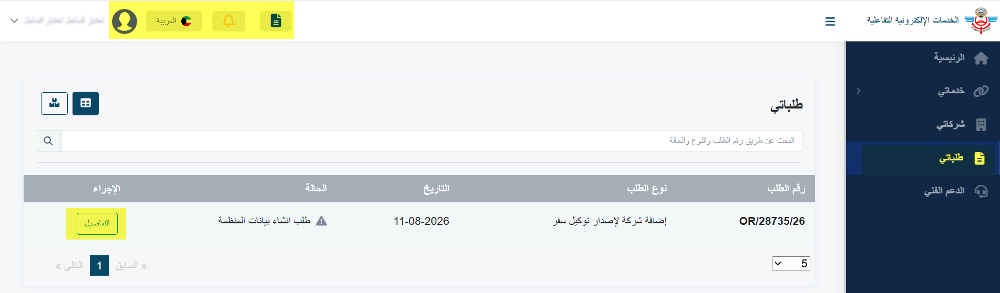 الخدمات الإلكترونية التفاعلية
العربية
الرئيسية
خدماتي
شركاتي
طلباتي
الدعم الفني
طلباتي
البحث عن طريق رقم الطلب والنوع والحالة
رقم الطلب نوع الطلب التاريخ الحالة الإجراء
OR/28735/26 إضافة شركة لإصدار توكيل سفر 11-08-2026 طلب انشاء بيانات المنظمة التفاصيل
5
« السابق 1 التالي »